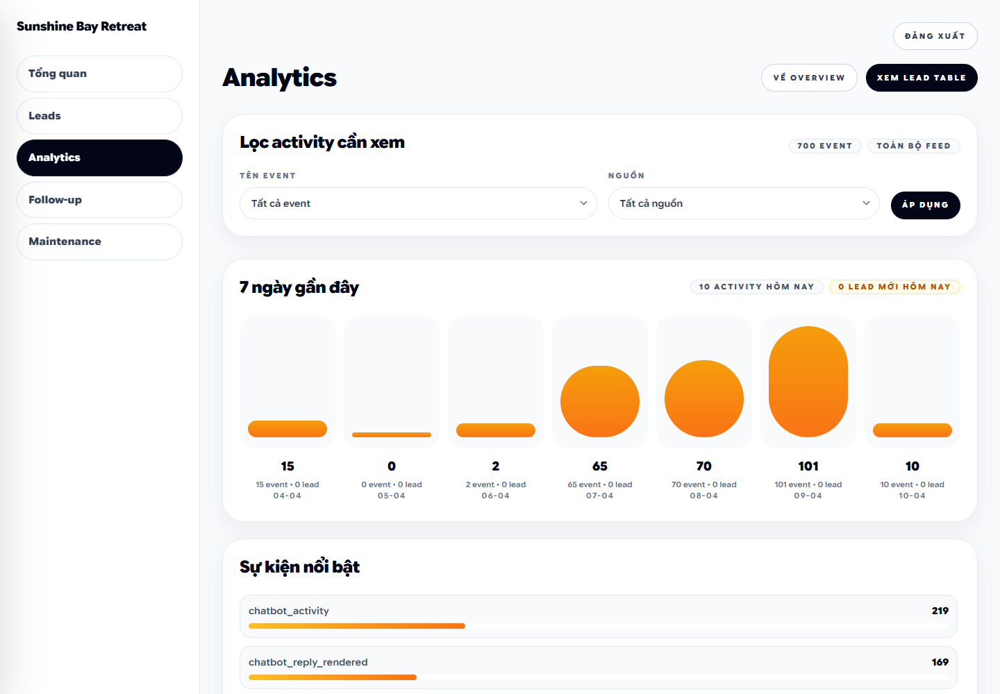 Sunshine Bay Retreat
Tổng quan
Leads
Analytics
Follow-up
Maintenance
ĐĂNG XUẤT
Analytics
VỀ OVERVIEW
XEM LEAD TABLE
Lọc activity cần xem
700 EVENT
TOÀN BỘ FEED
TÊN EVENT
NGUỒN
Tất cả event
Tất cả nguồn
ÁP DỤNG
7 ngày gần đây
10 ACTIVITY HÔM NAY
0 LEAD MỚI HÔM NAY
15
15 event • 0 lead
04-04
0
0 event • 0 lead
05-04
2
2 event • 0 lead
06-04
65
65 event • 0 lead
07-04
70
70 event • 0 lead
08-04
101
101 event • 0 lead
09-04
10
10 event • 0 lead
10-04
Sự kiện nổi bật
chatbot_activity
219
chatbot_reply_rendered
169